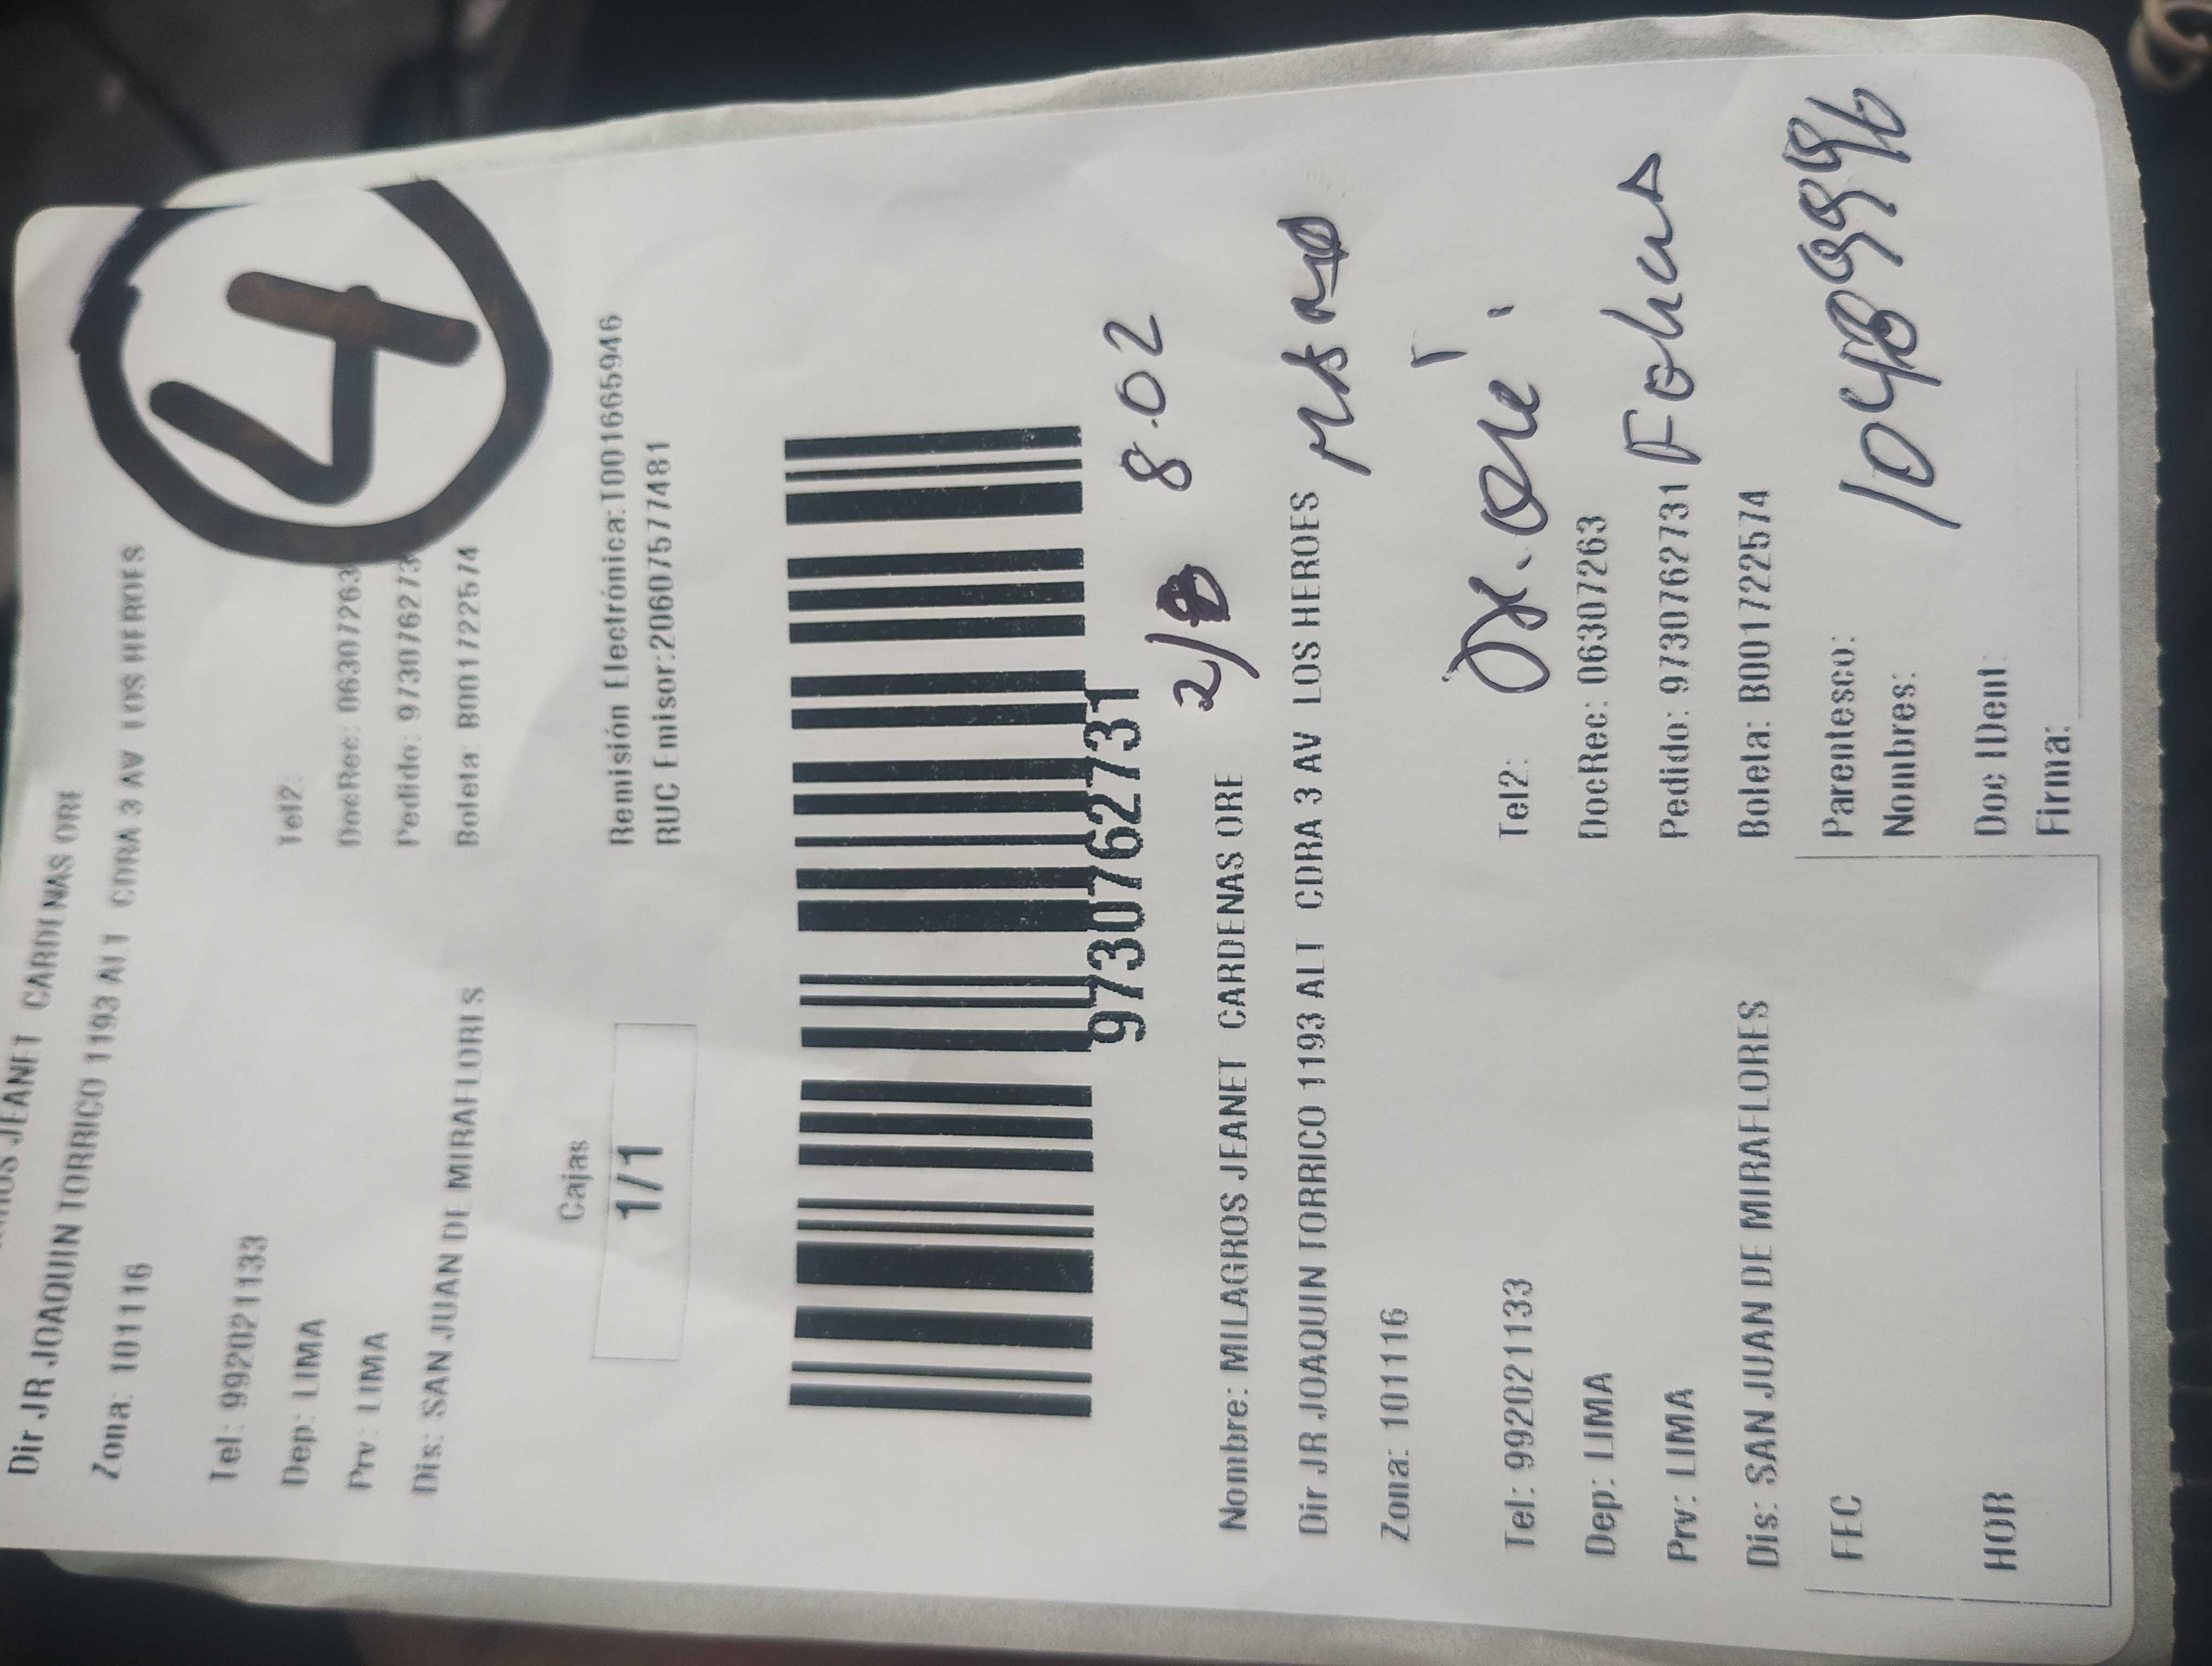 JEANET CARDENAS ORE
Dir JR JOAQUIN TORRICO 1193 ALT CDRA 3 AV LOS HEROES
Zona: 101116
4
Tel: 992021133 Tel2:
Dep: LIMA DocRec: 06307263
Prv: LIMA Pedido: 973076273
Dis: SAN JUAN DE MIRAFLORES Boleta: B001722574
Cajas Remisión Electrónica:T001665946
1/1 RUC Emisor:20607577481
9730762731
8.02
Nombre: MILAGROS JEANET CARDENAS ORE
Dir JR JOAQUIN TORRICO 1193 ALT CDRA 3 AV LOS HEROES
Zona: 101116
Tel: 992021133 Tel2:
Dep: LIMA DocRec: 06307263
Prv: LIMA Pedido: 9730762731
Dis: SAN JUAN DE MIRAFLORES Boleta: B001722574
FEC Parentesco:
Nombres:
HOR Doc IDent:
Firma: